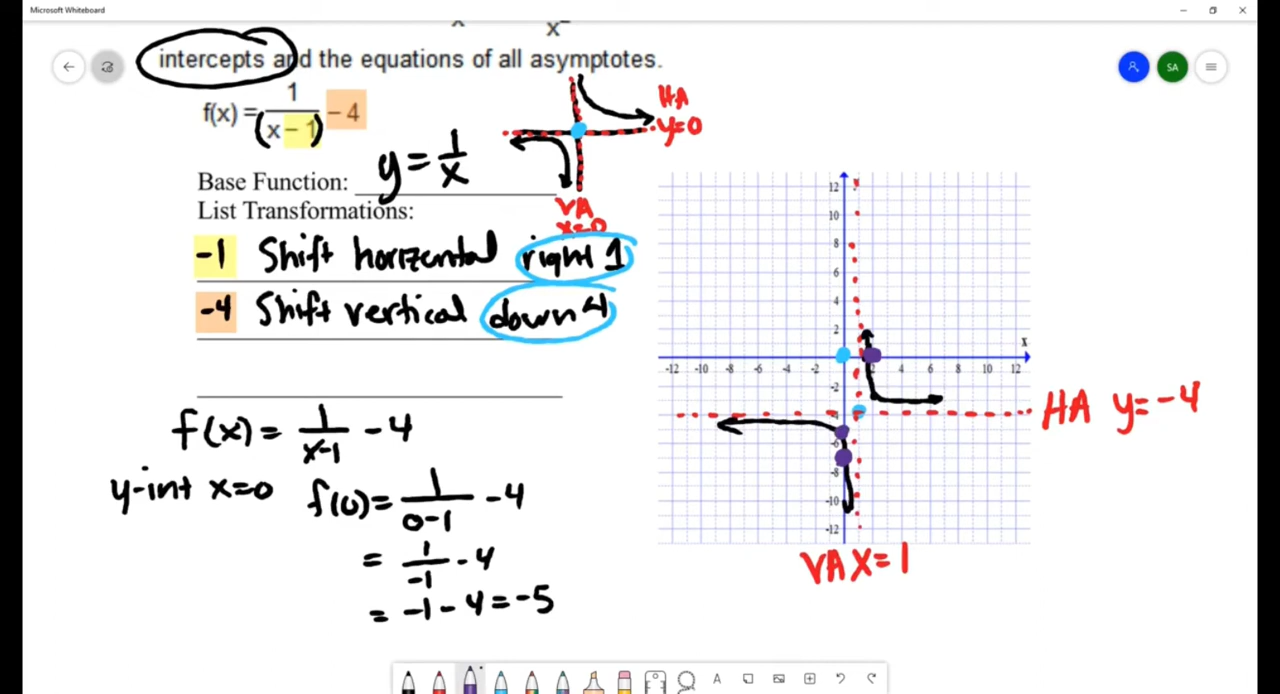 Microsoft Whiteboard
x x
intercepts and the equations of all asymptotes.
f(x) = 1/(x - 1) - 4
HA
y=0
y = 1/x
Base Function:
VA
x=0
List Transformations:
-1 Shift horizontal right 1
-4 Shift vertical down 4
f(x) = 1/x-1 - 4
y-int x=0 f(0) = 1/0-1 - 4
= 1/-1 - 4
= -1 - 4 = -5
12
10
8
6
4
2
x
-12 -10 -8 -6 -4 -2 2 4 6 8 10 12
-2
-4
-6
-8
-10
-12
HA y = -4
VA X = 1
SA
A